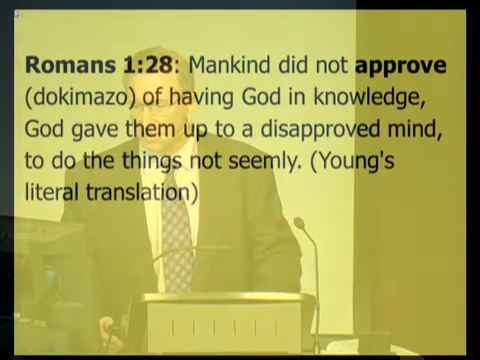 Romans 1:28: Mankind did not approve
(dokimazo) of having God in knowledge,
God gave them up to a disapproved mind,
to do the things not seemly. (Young's
literal translation)